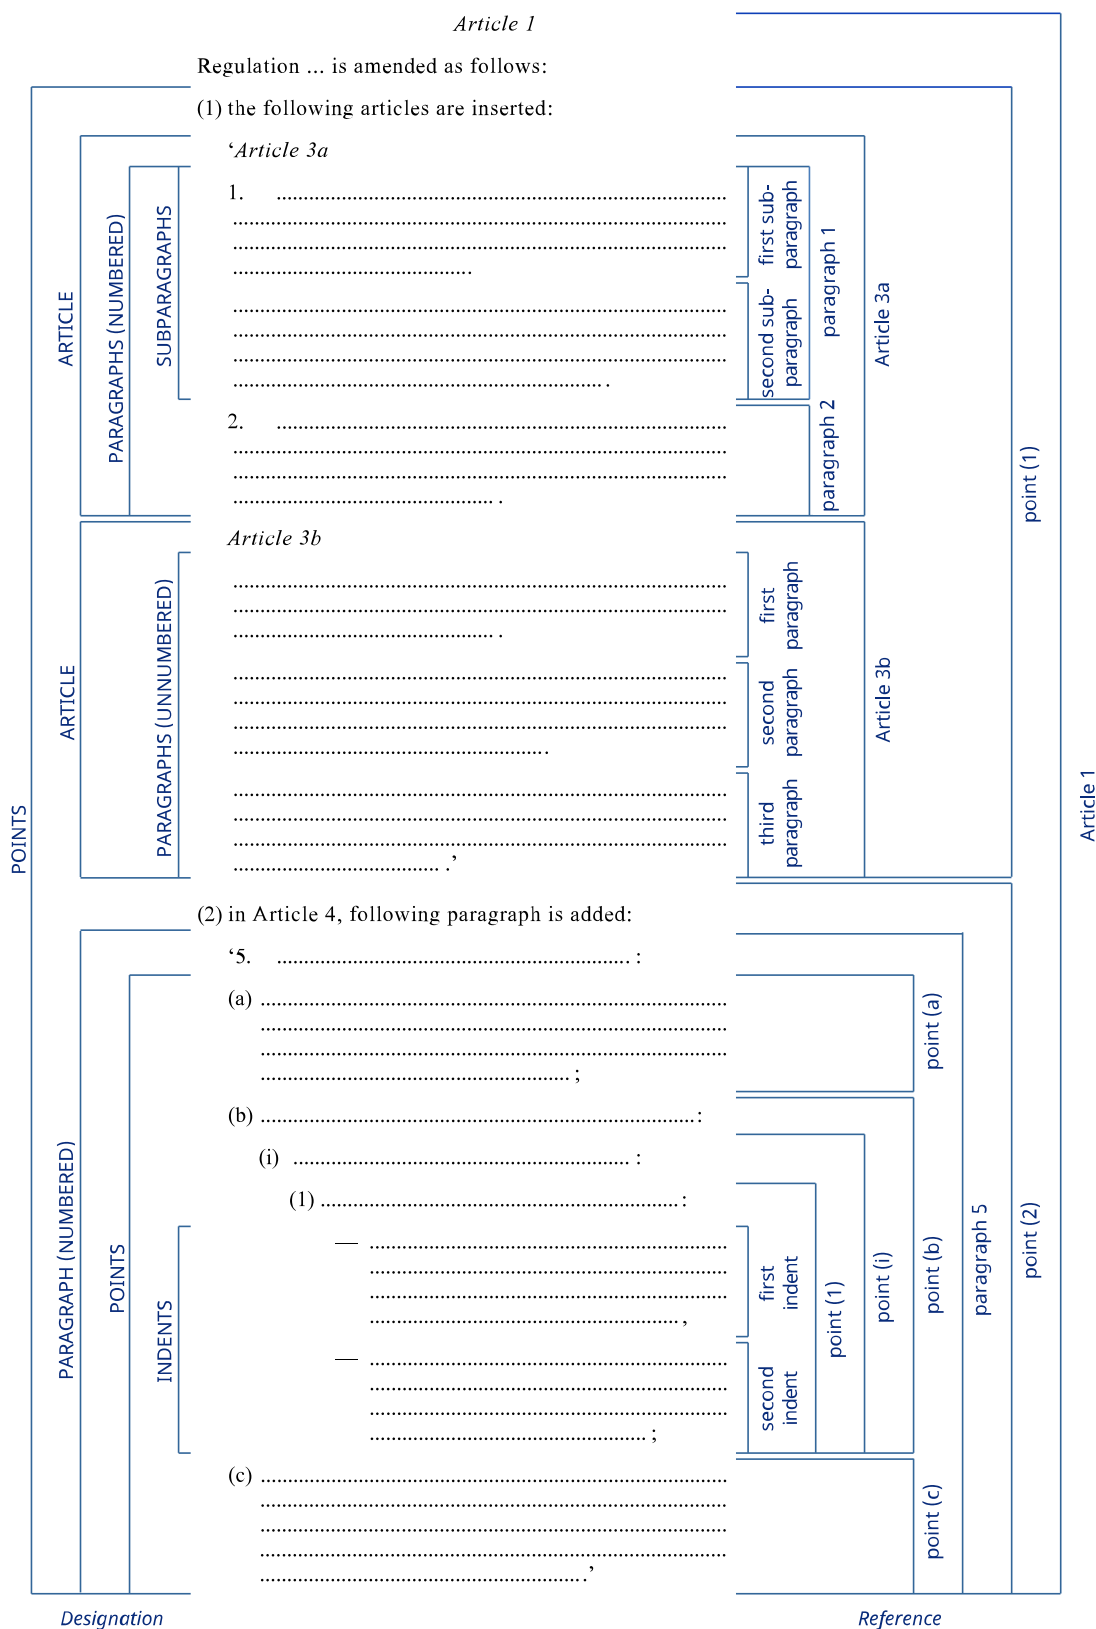 Article 1
Regulation ... is amended as follows:
(1) the following articles are inserted:
‘Article 3a
1. ..........................................................................................
...................................................................................................
...................................................................................................
................................................
...................................................................................................
...................................................................................................
...................................................................................................
........................................................................... .
2. ..........................................................................................
...................................................................................................
...................................................................................................
.................................................... .
Article 3b
...................................................................................................
...................................................................................................
.................................................... .
...................................................................................................
...................................................................................................
...................................................................................................
...............................................................
...................................................................................................
...................................................................................................
...................................................................................................
......................................... .’
(2) in Article 4, following paragraph is added:
‘5. ....................................................................... :
(a) ..............................................................................................
..............................................................................................
..............................................................................................
.............................................................. ;
(b) .......................................................................................:
(i) .................................................................... :
(1) ........................................................................ :
— ........................................................................
........................................................................
........................................................................
.............................................................. ,
— ........................................................................
........................................................................
........................................................................
....................................................... ;
(c) ..............................................................................................
..............................................................................................
..............................................................................................
..............................................................................................
..................................................................’
POINTS
ARTICLE
PARAGRAPHS (NUMBERED)
SUBPARAGRAPHS
ARTICLE
PARAGRAPHS (UNNUMBERED)
PARAGRAPH (NUMBERED)
POINTS
INDENTS
Designation
first sub-
paragraph
second sub-
paragraph
paragraph 1
paragraph 2
Article 3a
first
paragraph
second
paragraph
third
paragraph
Article 3b
point (1)
point (a)
first
indent
second
indent
point (1)
point (i)
point (b)
point (c)
paragraph 5
point (2)
Article 1
Reference